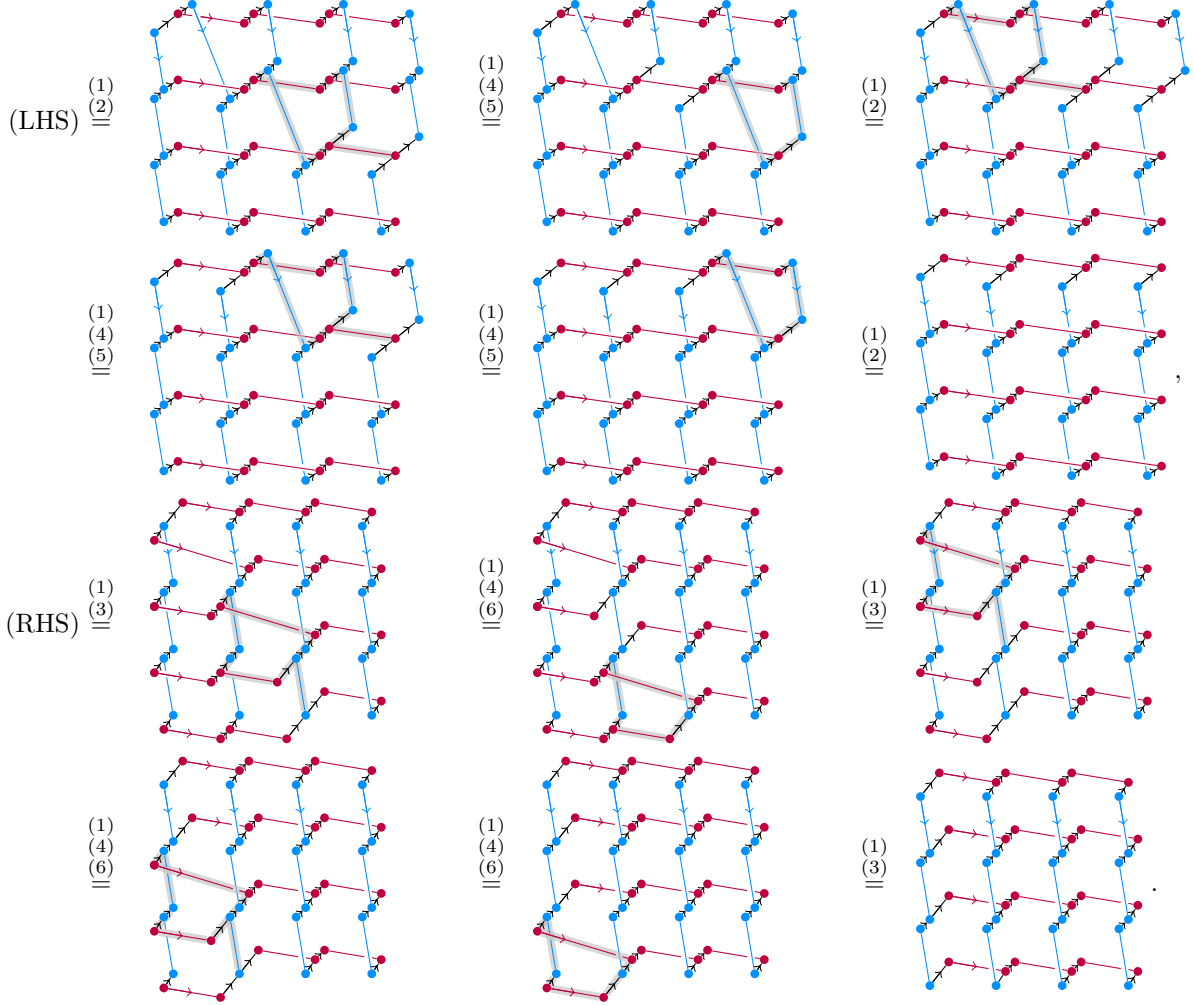 (LHS) (1) (2) = (1) (4) (5) = (1) (2) =
(1) (4) (5) = (1) (4) (5) = (1) (2) = ,
(RHS) (1) (3) = (1) (4) (6) = (1) (3) =
(1) (4) (6) = (1) (4) (6) = (1) (3) = .